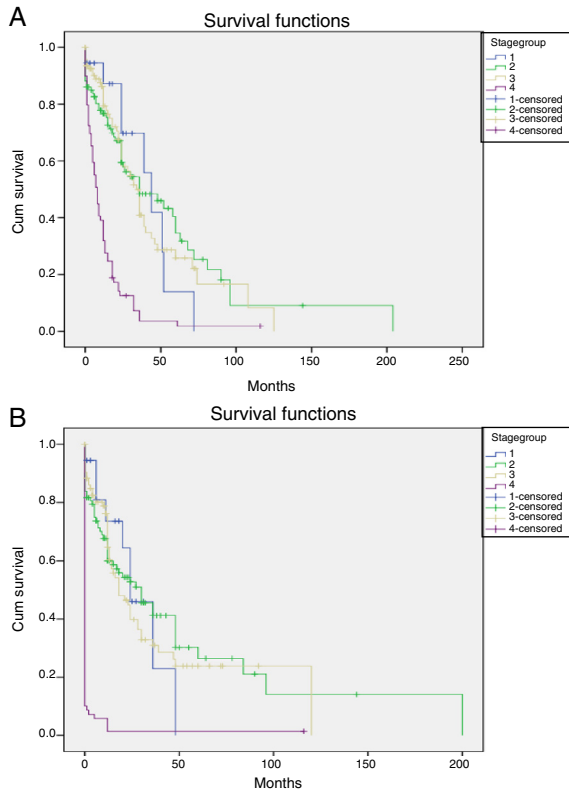 A
Survival functions
Stagegroup
1
2
3
4
1-censored
2-censored
3-censored
4-censored
1.0
0.8
0.6
0.4
0.2
0.0
Cum survival
0
50
100
150
200
250
Months
B
Survival functions
Stagegroup
1
2
3
4
1-censored
2-censored
3-censored
4-censored
1.0
0.8
0.6
0.4
0.2
0.0
Cum survival
0
50
100
150
200
Months